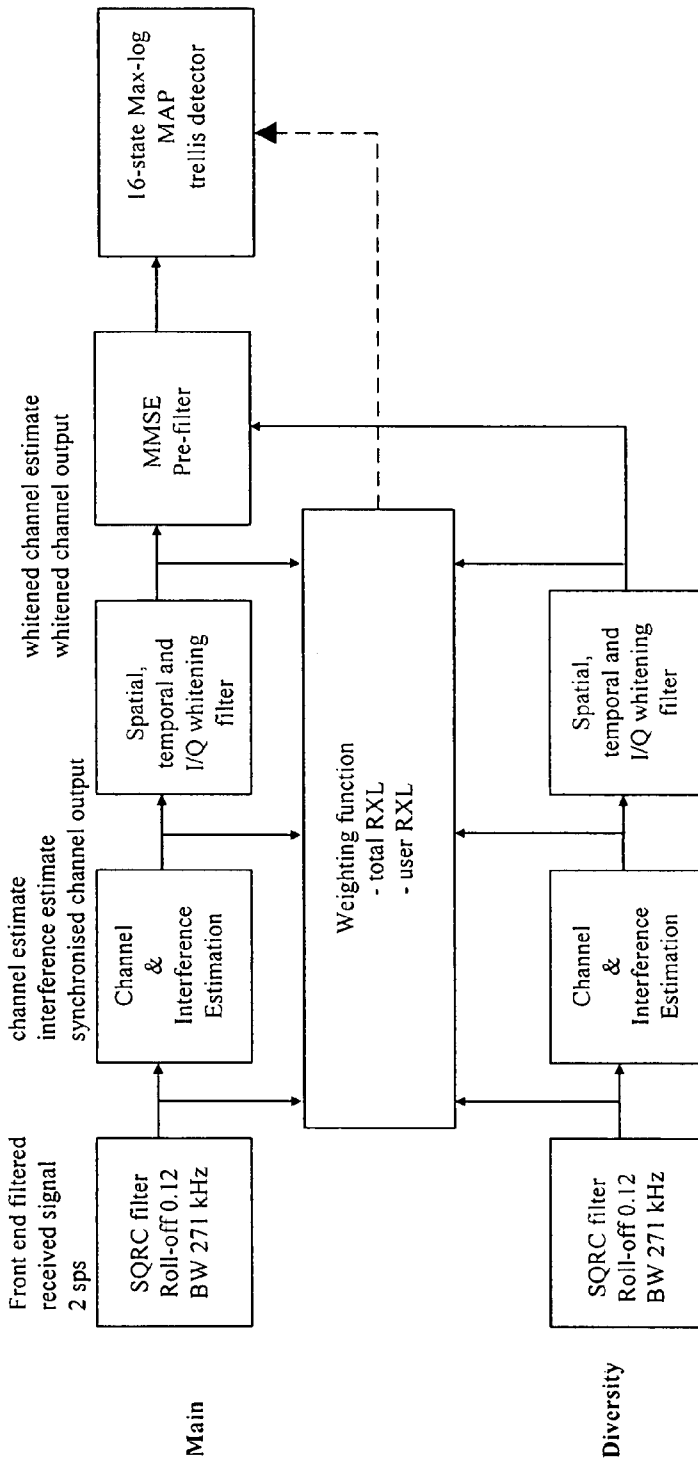 Main
Front end filtered
received signal
2 sps
SQRC filter
Roll-off 0.12
BW 271 kHz
channel estimate
interference estimate
synchronised channel output
Channel
&
Interference
Estimation
Spatial,
temporal and
I/Q whitening
filter
whitened channel estimate
whitened channel output
MMSE
Pre-filter
16-state Max-log
MAP
trellis detector
Weighting function
- total RXL
- user RXL
Diversity
SQRC filter
Roll-off 0.12
BW 271 kHz
Channel
&
Interference
Estimation
Spatial,
temporal and
I/Q whitening
filter